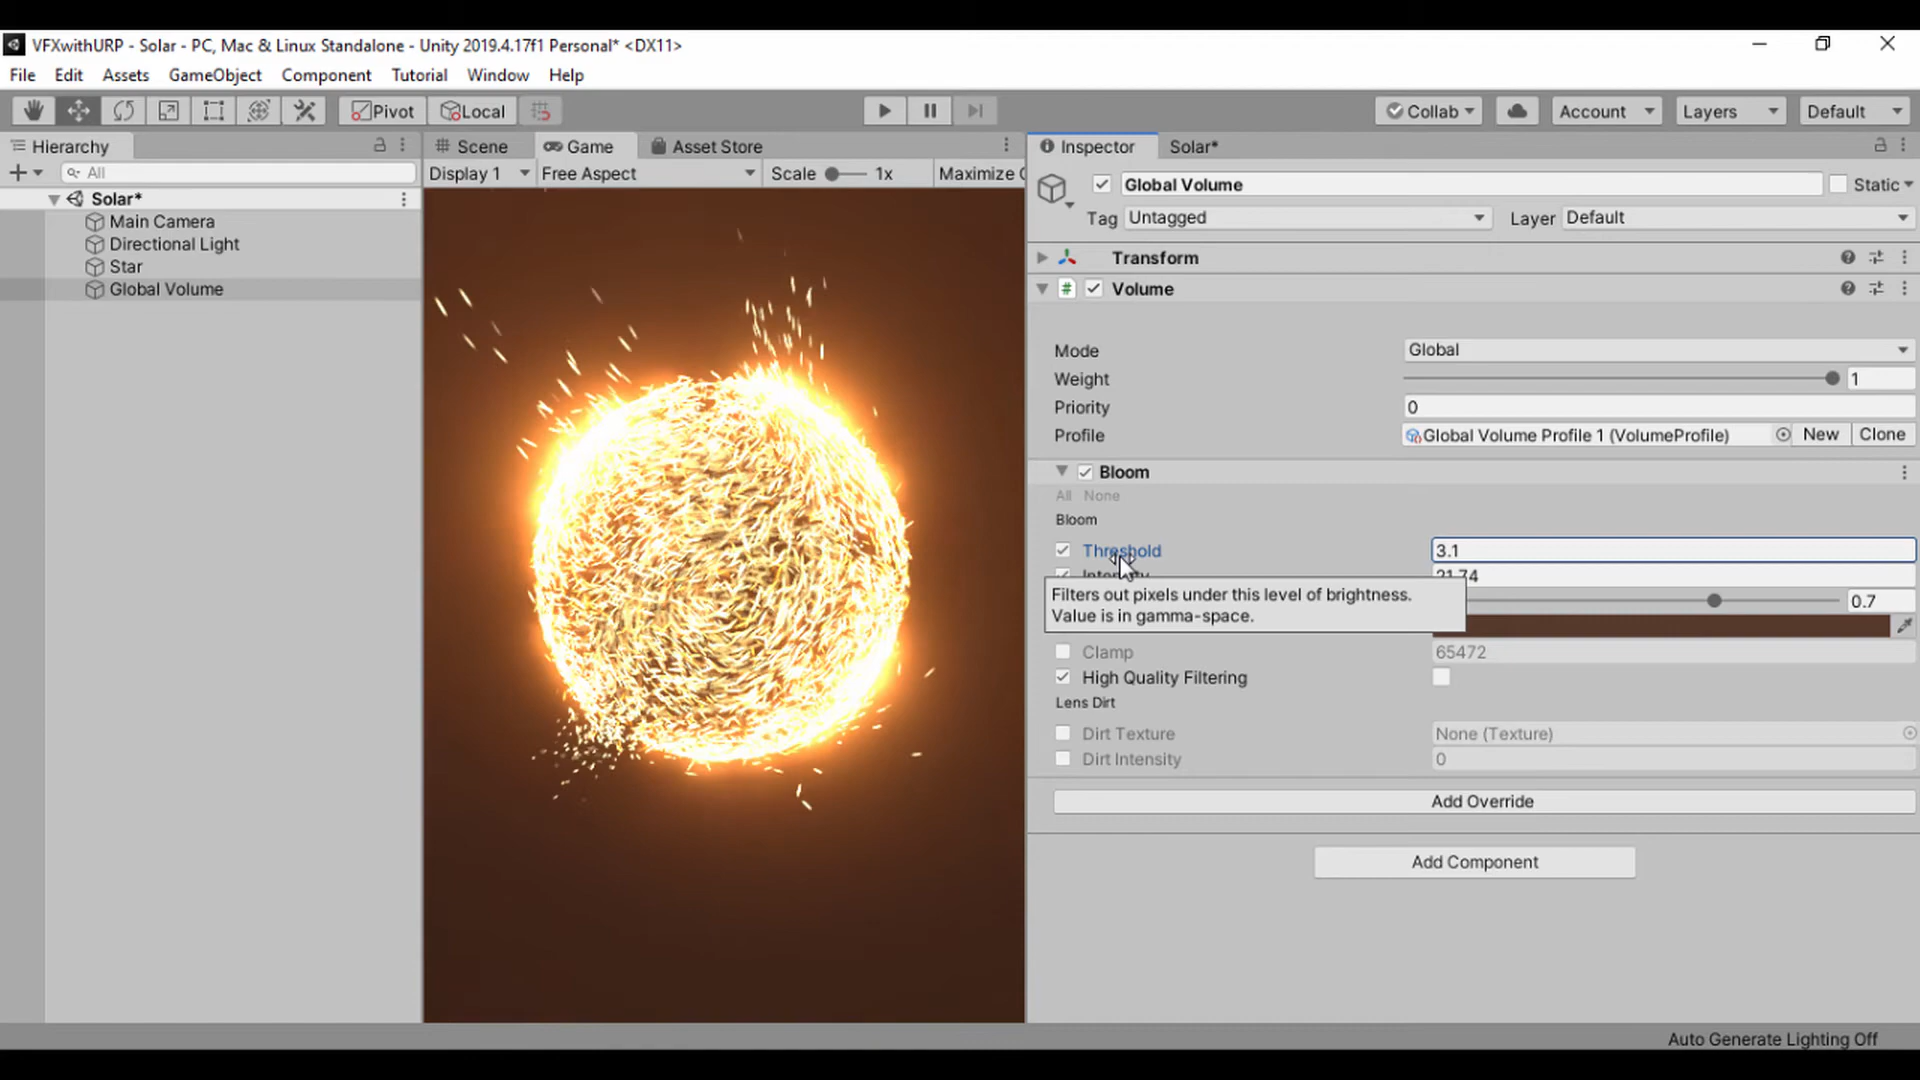 VFXwithURP - Solar - PC, Mac & Linux Standalone - Unity 2019.4.17f1 Personal* <DX11>
File Edit Assets GameObject Component Tutorial Window Help
Pivot Local Collab Account Layers Default
Hierarchy
All
Solar*
Main Camera
Directional Light
Star
Global Volume
Scene Game Asset Store
Display 1 Free Aspect Scale 1x Maximize
Inspector Solar*
Global Volume Static
Tag Untagged Layer Default
Transform
# Volume
Mode Global
Weight 1
Priority 0
Profile Global Volume Profile 1 (VolumeProfile) New Clone
Bloom
All None
Bloom
Threshold 3.1
Intensity 21.74
Filters out pixels under this level of brightness.
Value is in gamma-space.
0.7
Clamp 65472
High Quality Filtering
Lens Dirt
Dirt Texture None (Texture)
Dirt Intensity 0
Add Override
Add Component
Auto Generate Lighting Off